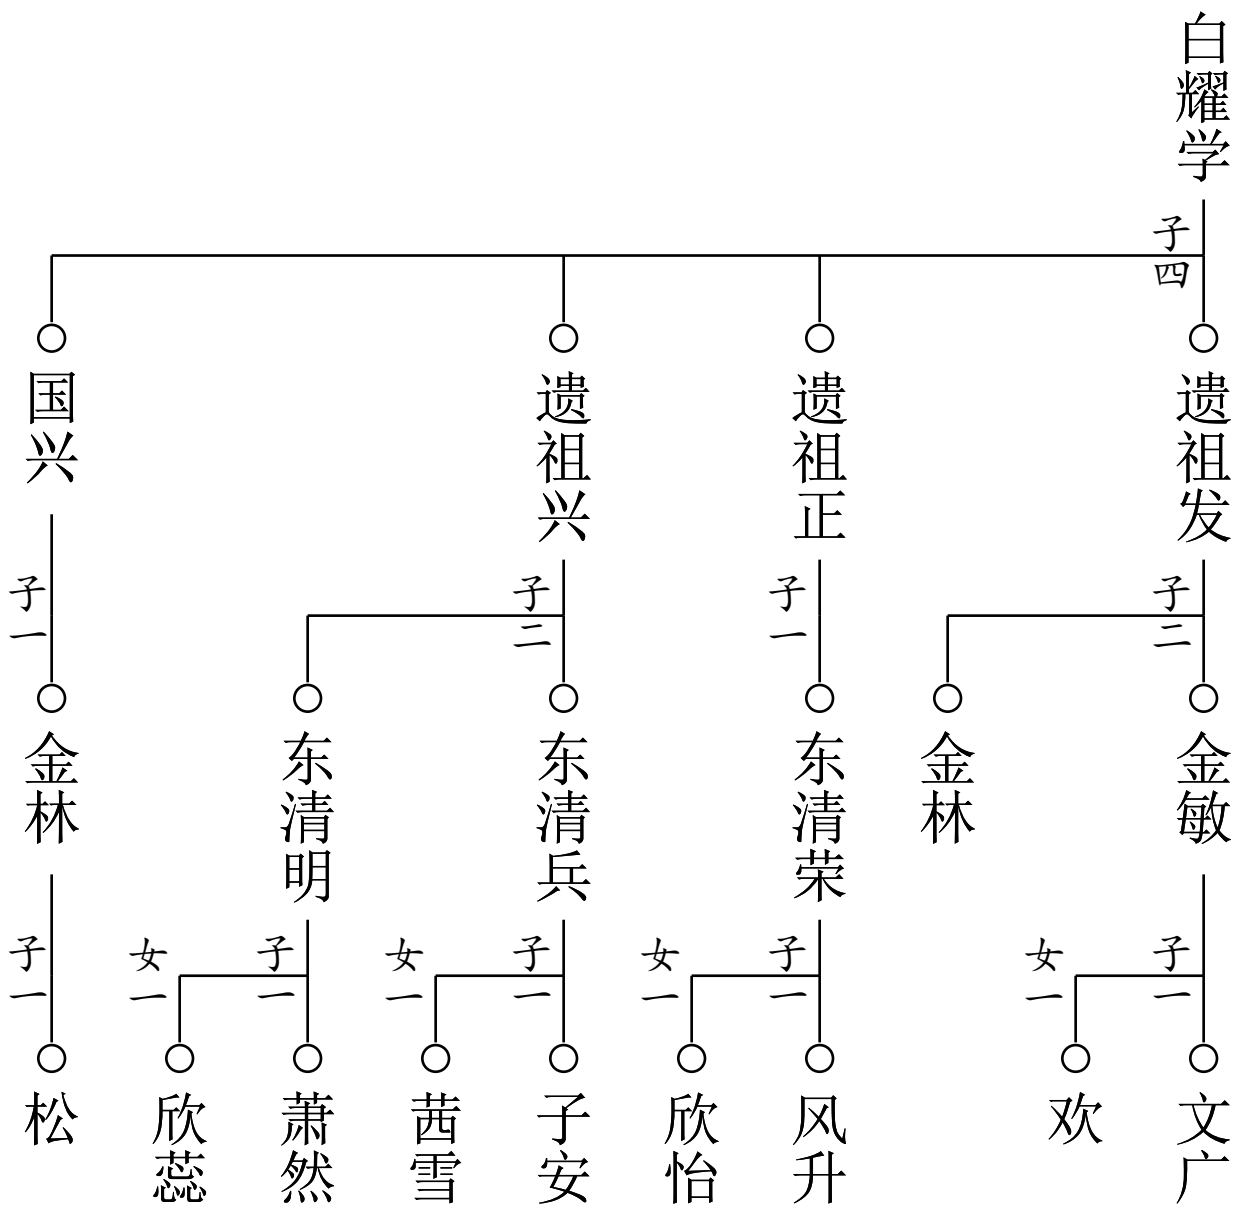 白耀学
子四
遗祖发
遗祖正
遗祖兴
国兴
子二
子一
子二
子一
金敏
金林
东清荣
东清兵
东清明
金林
子一
女一
子一
女一
子一
女一
子一
女一
子一
文广
欢
风升
欣怡
子安
茜雪
萧然
欣蕊
松